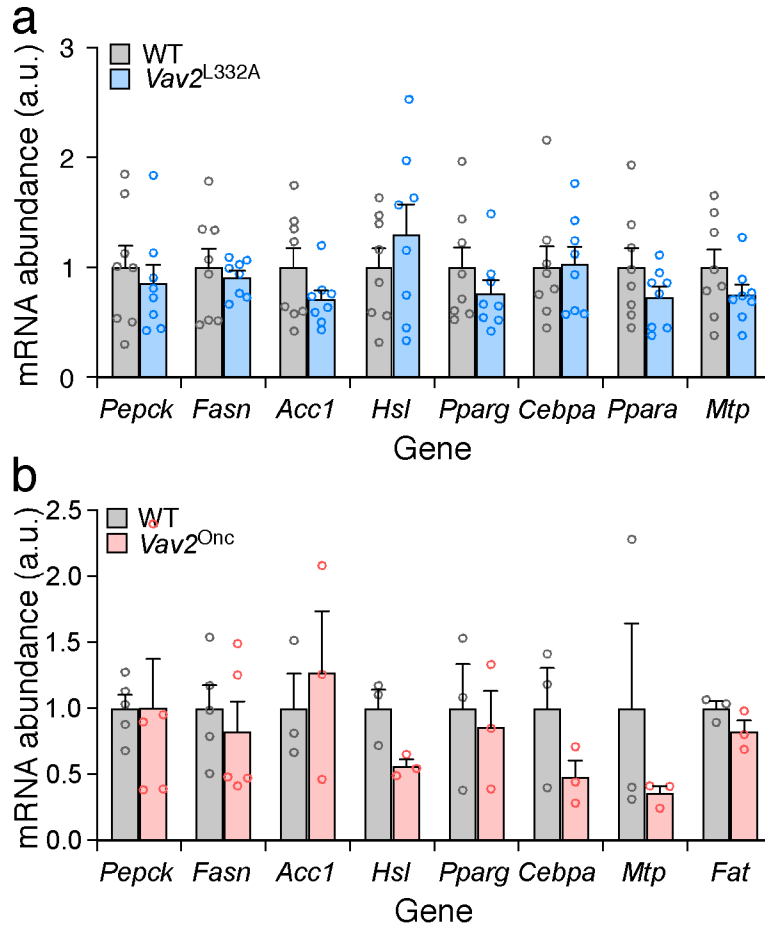 a
WT
Vav2L332A
mRNA abundance (a.u.)
3
2
1
0
Pepck Fasn Acc1 Hsl Pparg Cebpa Ppara Mtp
Gene
b
WT
Vav2Onc
mRNA abundance (a.u.)
2.5
2.0
1.5
1.0
0.5
0.0
Pepck Fasn Acc1 Hsl Pparg Cebpa Mtp Fat
Gene